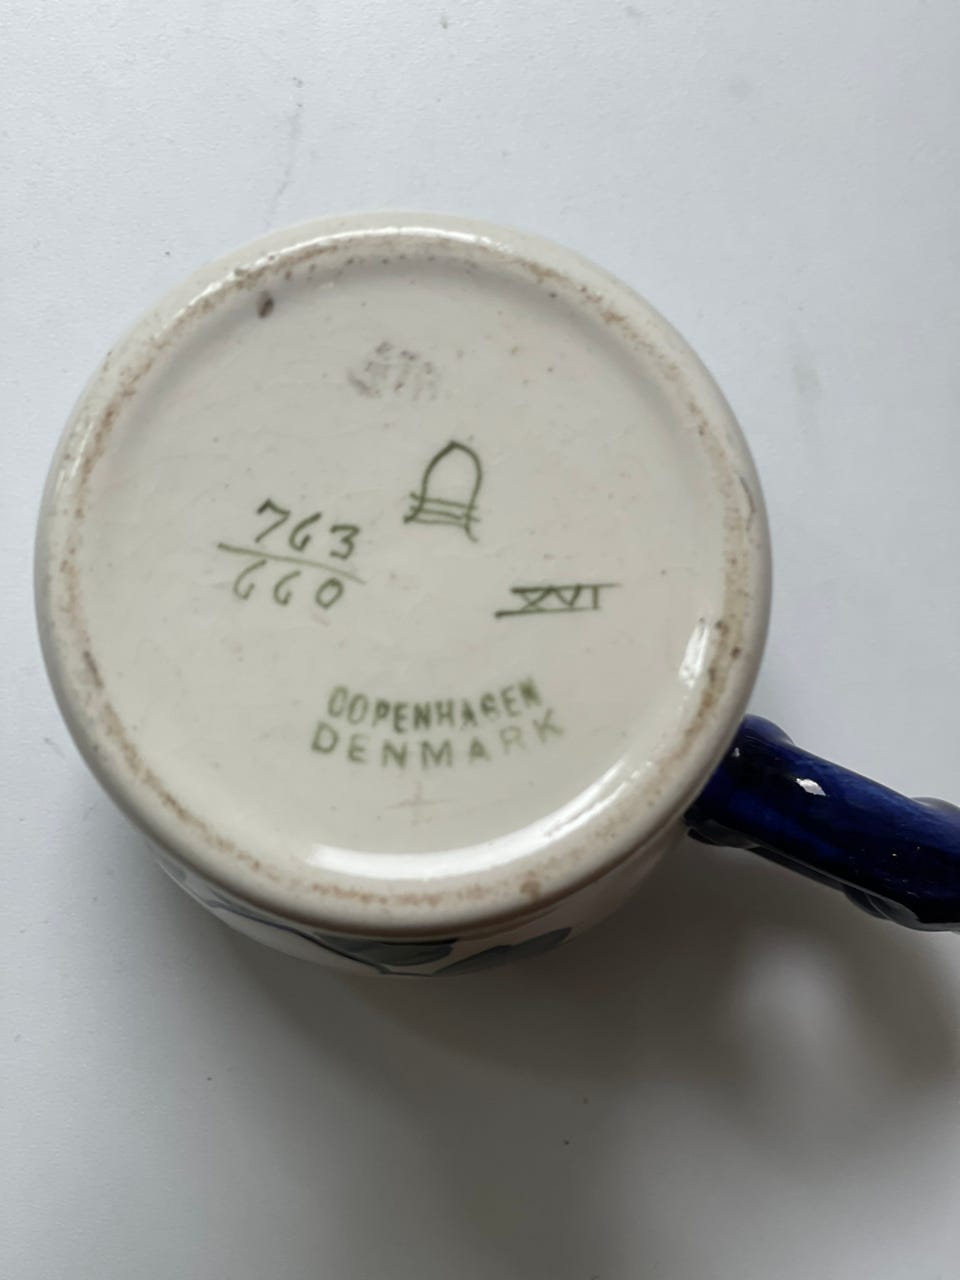 763
660
XVI
COPENHAGEN
DENMARK